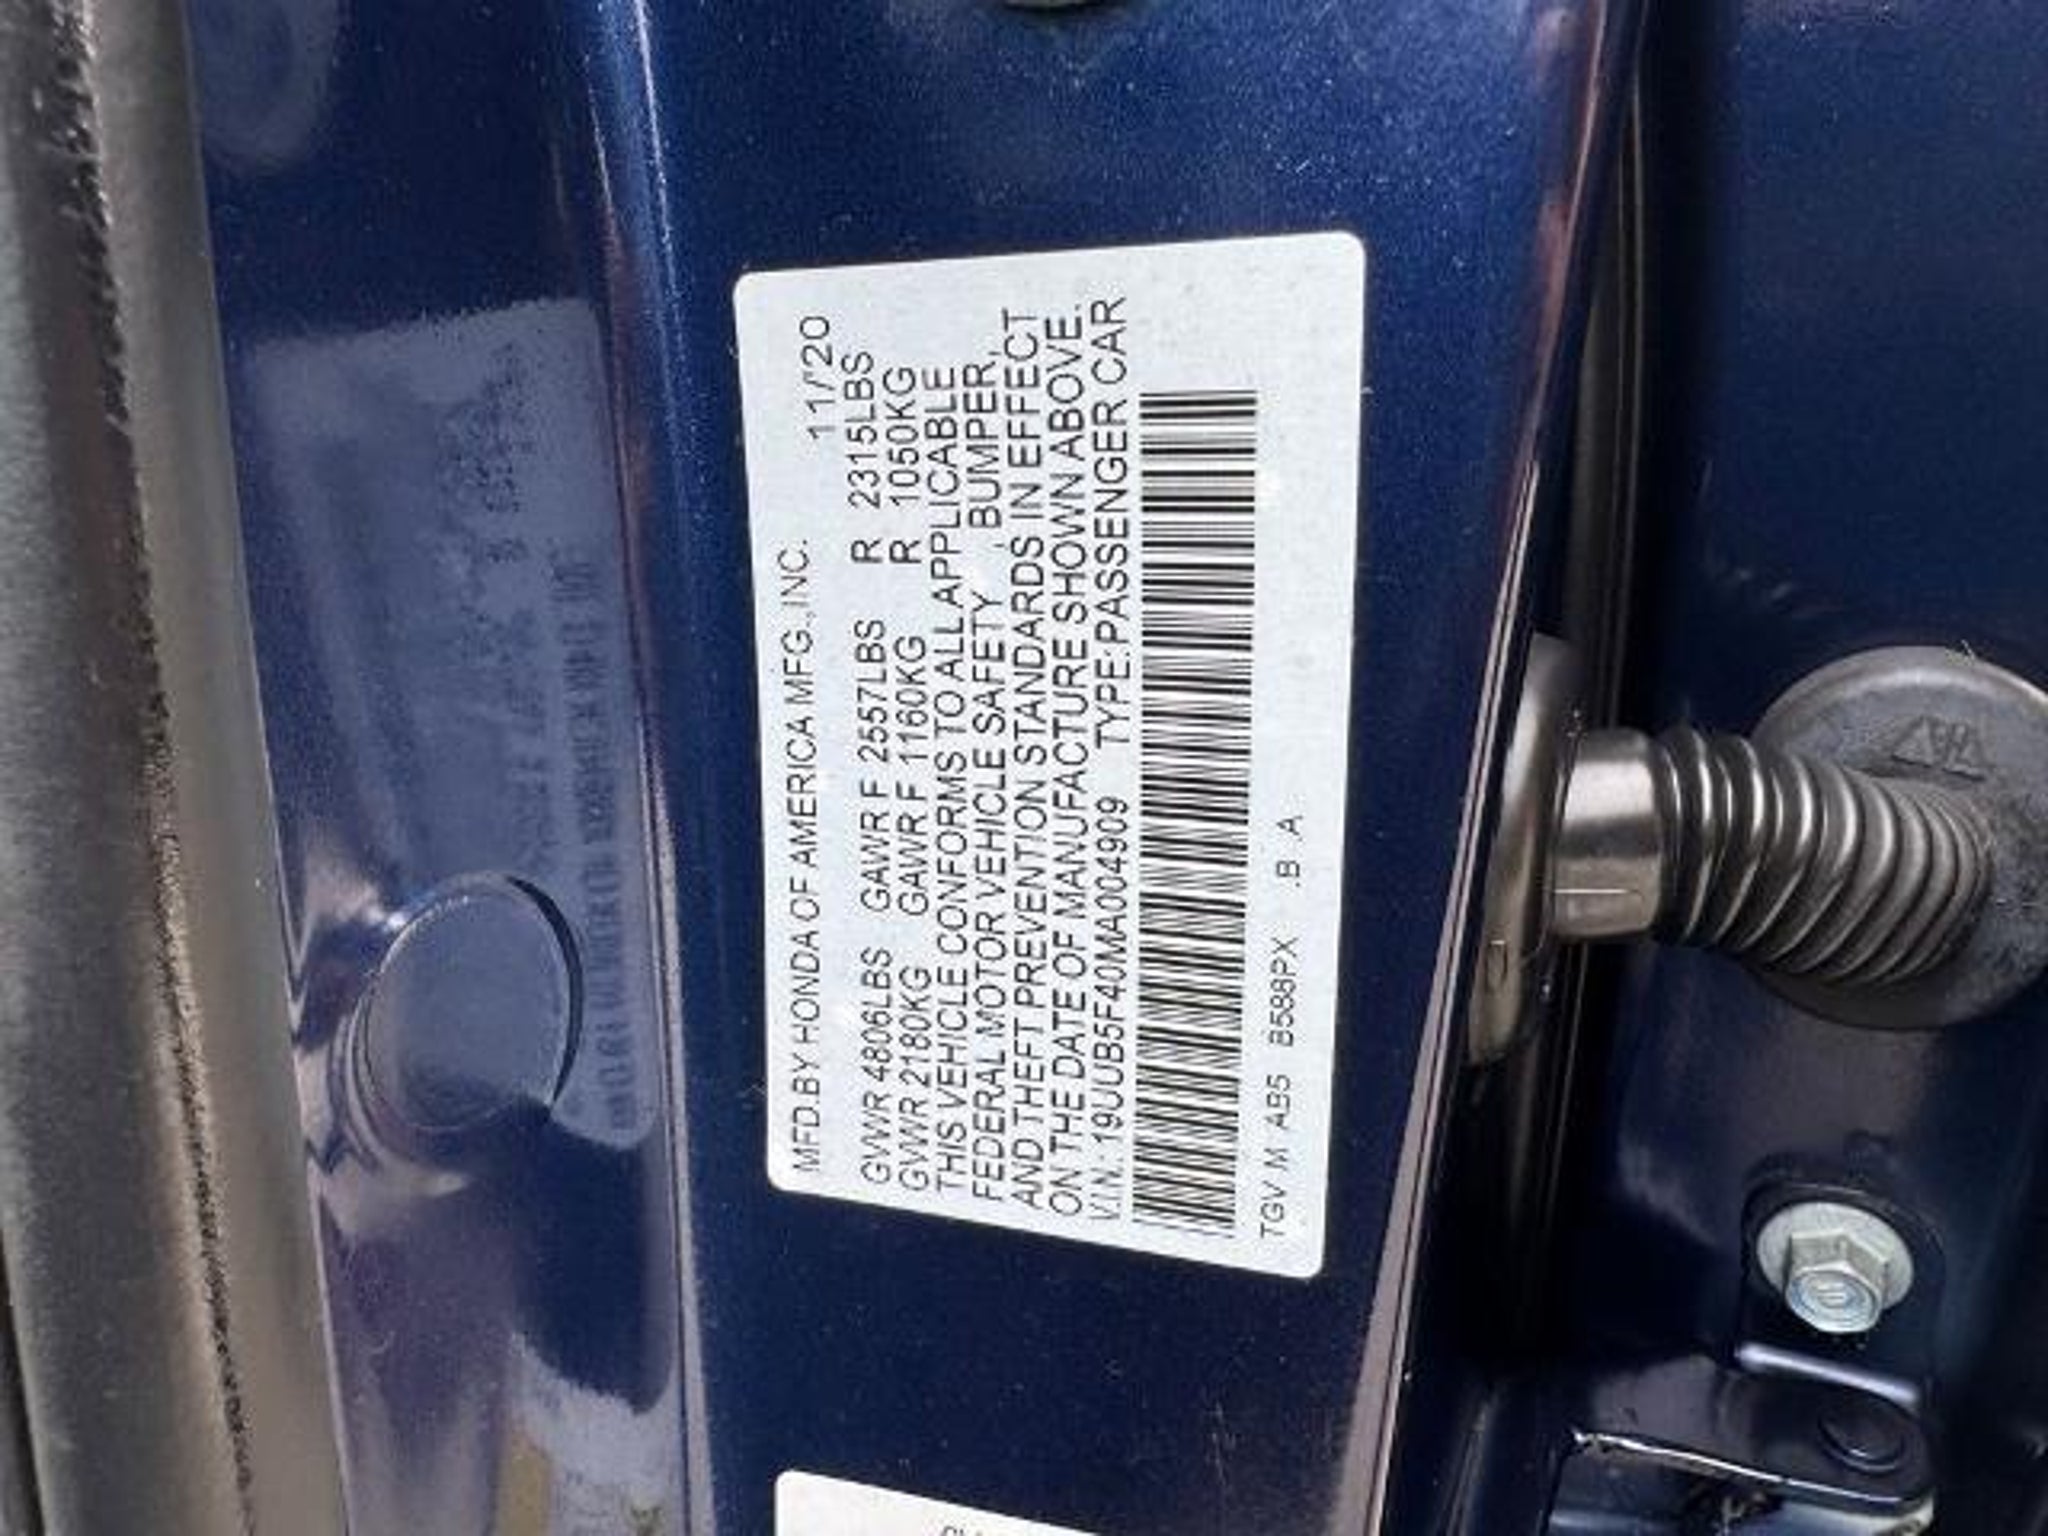 MFD.BY HONDA OF AMERICA MFG.,INC. 11/'20
GVWR 4806LBS GAWR F 2557LBS R 2315LBS
GVWR 2180KG GAWR F 1160KG R 1050KG
THIS VEHICLE CONFORMS TO ALL APPLICABLE
FEDERAL MOTOR VEHICLE SAFETY, BUMPER,
AND THEFT PREVENTION STANDARDS IN EFFECT
ON THE DATE OF MANUFACTURE SHOWN ABOVE.
V.I.N.: 19UUB5F40MA004909 TYPE:PASSENGER CAR
TGV M AB5 B588PX .B A